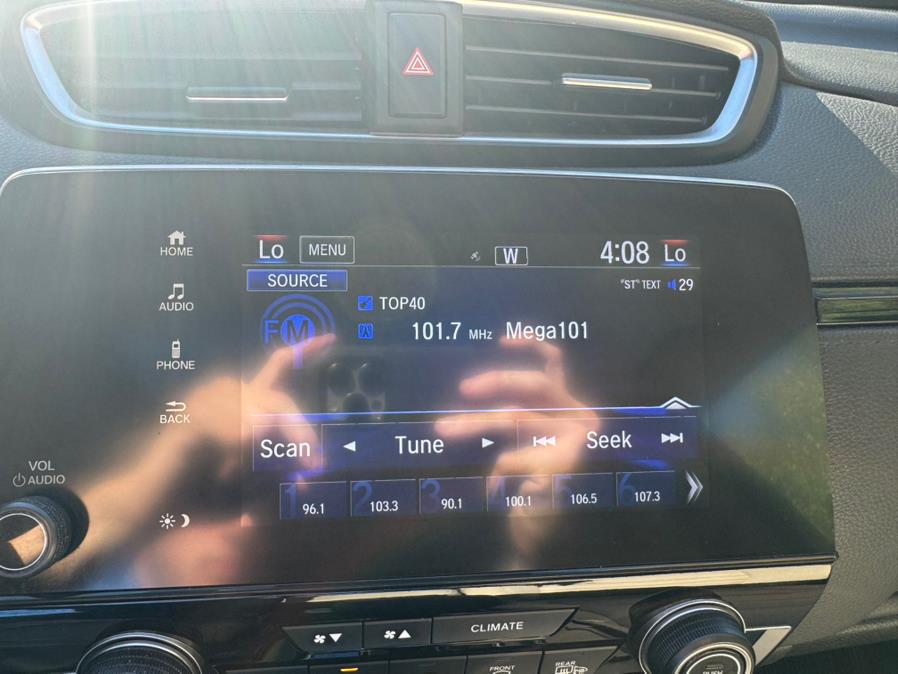 Lo MENU W 4:08 Lo
SOURCE "ST" TEXT 29
FM TOP40
101.7 MHz Mega101
Scan Tune Seek
1 96.1 2 103.3 3 90.1 4 100.1 5 106.5 6 107.3
HOME
AUDIO
PHONE
BACK
VOL
AUDIO
CLIMATE
FRONT REAR